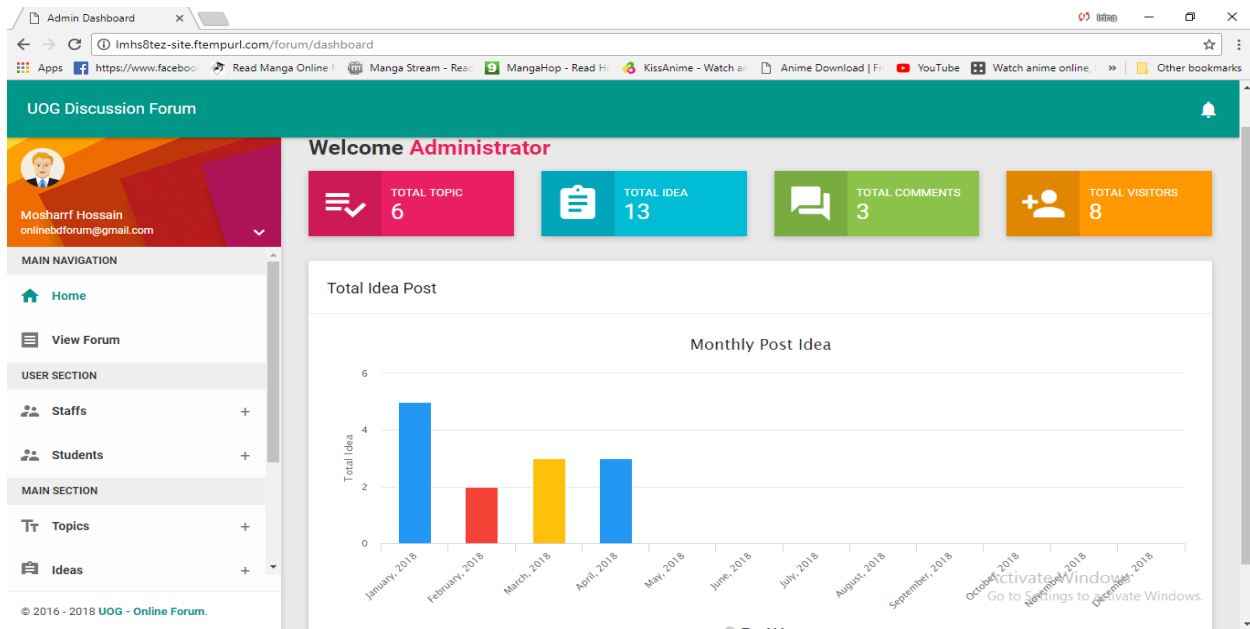 Admin Dashboard
Irina
lmhs8tez-site.ftempurl.com/forum/dashboard
Apps https://www.faceboo Read Manga Online Manga Stream - Rea MangaHop - Read H KissAnime - Watch an Anime Download | Fr YouTube Watch anime online, » Other bookmarks
UOG Discussion Forum
Mosharrf Hossain
onlinebdforum@gmail.com
MAIN NAVIGATION
Home
View Forum
USER SECTION
Staffs +
Students +
MAIN SECTION
Topics +
Ideas +
© 2016 - 2018 UOG - Online Forum.
Welcome Administrator
TOTAL TOPIC
6
TOTAL IDEA
13
TOTAL COMMENTS
3
TOTAL VISITORS
8
Total Idea Post
Monthly Post Idea
Total Idea
6
4
2
0
January, 2018
February, 2018
March, 2018
April, 2018
May, 2018
June, 2018
July, 2018
August, 2018
September, 2018
October, 2018
November, 2018
December, 2018
Activate Windows
Go to Settings to activate Windows.